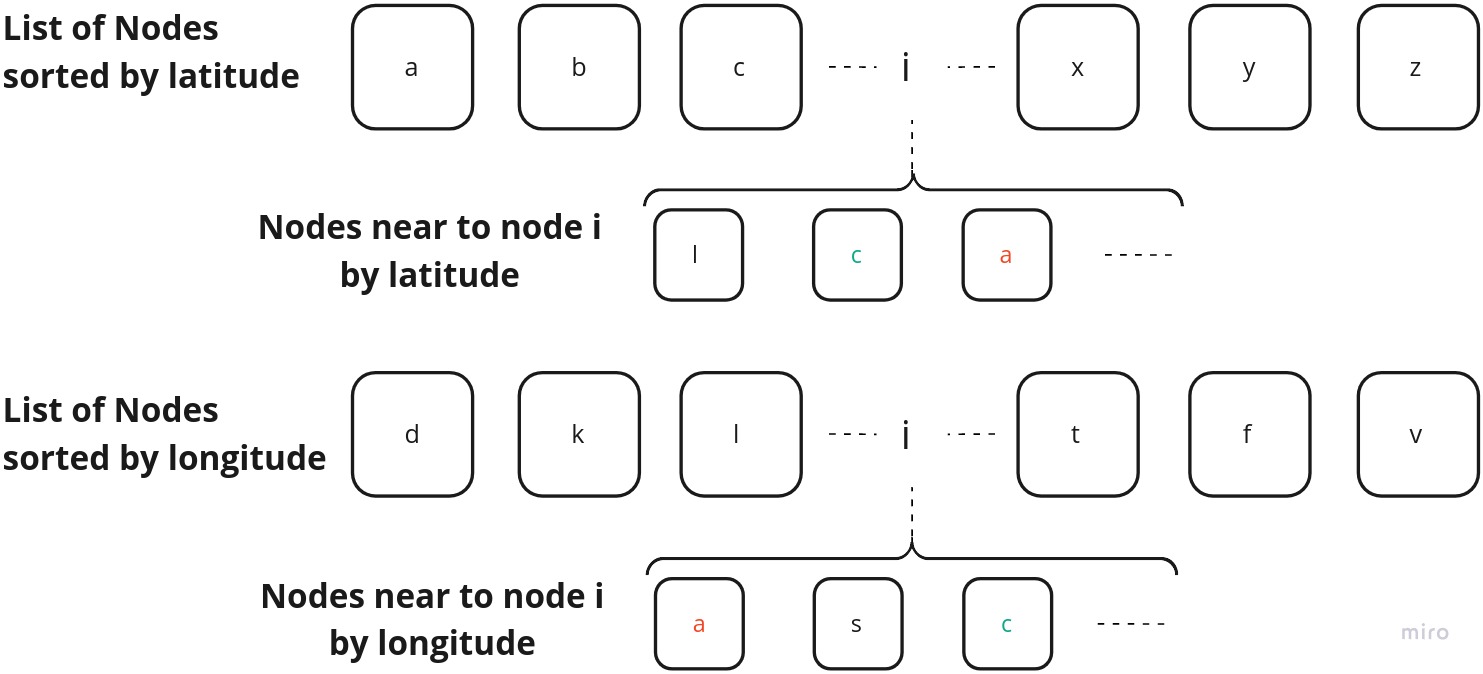 List of Nodes
sorted by latitude
a b c ---- i ---- x y z
Nodes near to node i
by latitude
l c a -----
List of Nodes
sorted by longitude
d k l ---- i ---- t f v
Nodes near to node i
by longitude
a s c -----
miro